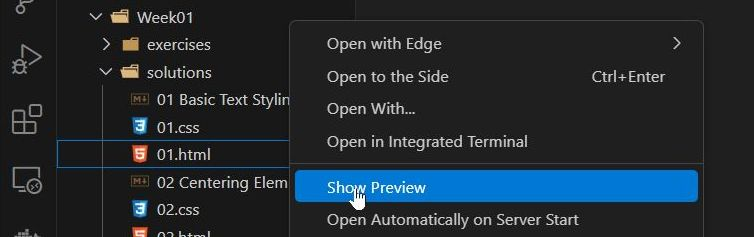 Week01
exercises
solutions
01 Basic Text Stylin
01.css
01.html
02 Centering Elem
02.css
02.html
Open with Edge
Open to the Side Ctrl+Enter
Open With...
Open in Integrated Terminal
Show Preview
Open Automatically on Server Start